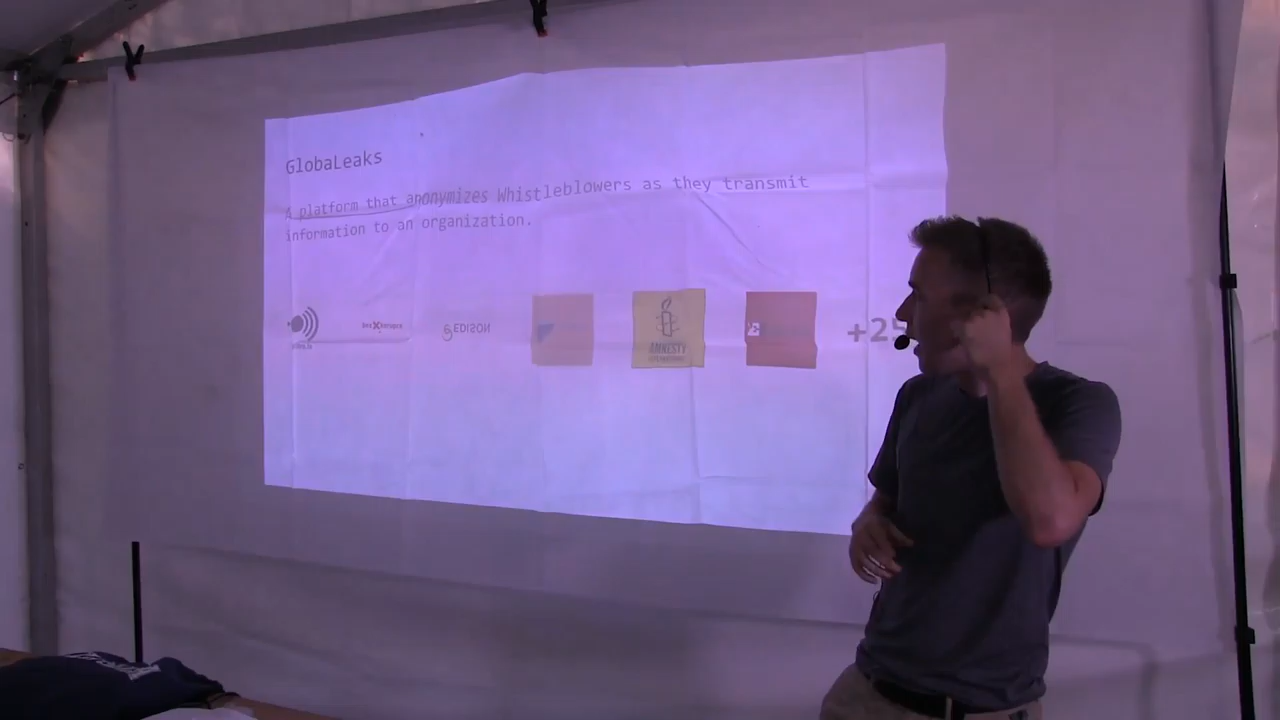 GlobaLeaks
A platform that anonymizes Whistleblowers as they transmit
information to an organization.
EDISON
AMNESTY
+25